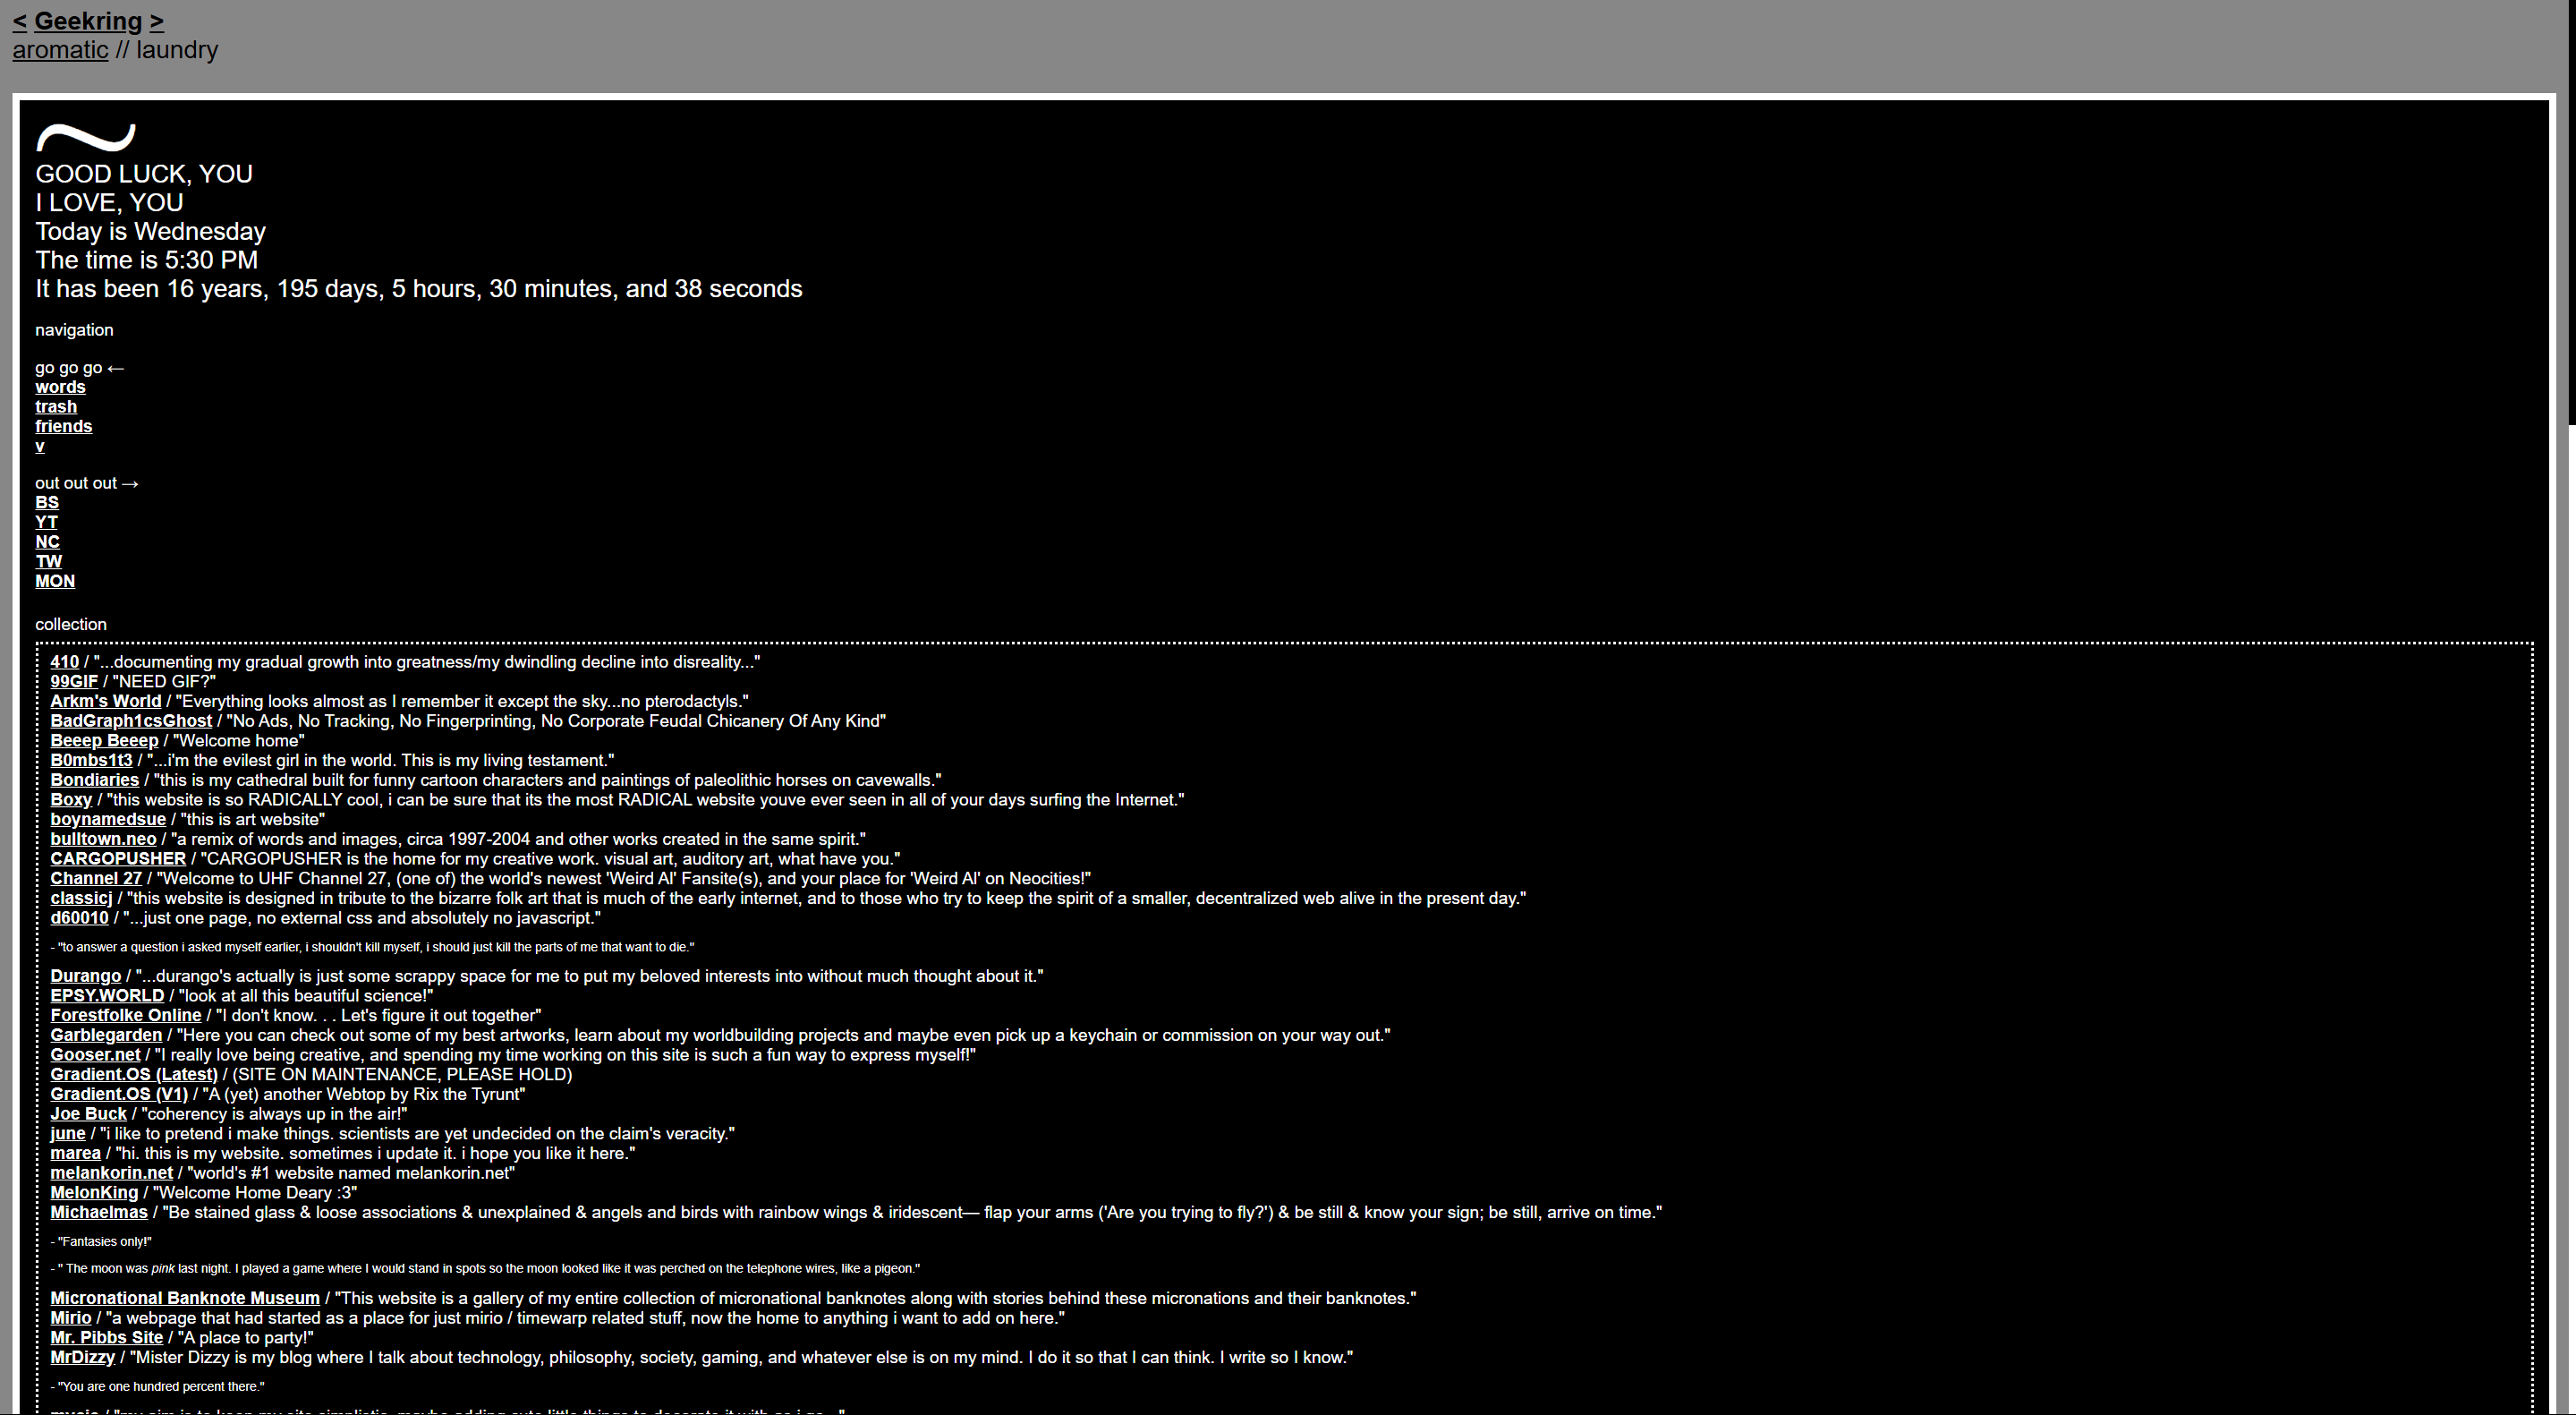 < Geekring >
aromatic // laundry
~
GOOD LUCK, YOU
I LOVE, YOU
Today is Wednesday
The time is 5:30 PM
It has been 16 years, 195 days, 5 hours, 30 minutes, and 38 seconds
navigation
go go go ←
words
trash
friends
v
out out out →
BS
YT
NC
TW
MON
collection
410 / "...documenting my gradual growth into greatness/my dwindling decline into disreality..."
99GIF / "NEED GIF?"
Arkm's World / "Everything looks almost as I remember it except the sky...no pterodactyls."
BadGraph1csGhost / "No Ads, No Tracking, No Fingerprinting, No Corporate Feudal Chicanery Of Any Kind"
Beeep Beeep / "Welcome home"
B0mbs1t3 / "...i'm the evilest girl in the world. This is my living testament."
Bondiaries / "this is my cathedral built for funny cartoon characters and paintings of paleolithic horses on cavewalls."
Boxy / "this website is so RADICALLY cool, i can be sure that its the most RADICAL website youve ever seen in all of your days surfing the Internet."
boynamedsue / "this is art website"
bulltown.neo / "a remix of words and images, circa 1997-2004 and other works created in the same spirit."
CARGOPUSHER / "CARGOPUSHER is the home for my creative work. visual art, auditory art, what have you."
Channel 27 / "Welcome to UHF Channel 27, (one of) the world's newest 'Weird Al' Fansite(s), and your place for 'Weird Al' on Neocities!"
classicj / "this website is designed in tribute to the bizarre folk art that is much of the early internet, and to those who try to keep the spirit of a smaller, decentralized web alive in the present day."
d60010 / "...just one page, no external css and absolutely no javascript."
- "to answer a question i asked myself earlier, i shouldn't kill myself, i should just kill the parts of me that want to die."
Durango / "...durango's actually is just some scrappy space for me to put my beloved interests into without much thought about it."
EPSY.WORLD / "look at all this beautiful science!"
Forestfolke Online / "I don't know. . . Let's figure it out together"
Garblegarden / "Here you can check out some of my best artworks, learn about my worldbuilding projects and maybe even pick up a keychain or commission on your way out."
Gooser.net / "I really love being creative, and spending my time working on this site is such a fun way to express myself!"
Gradient.OS (Latest) / (SITE ON MAINTENANCE, PLEASE HOLD)
Gradient.OS (V1) / "A (yet) another Webtop by Rix the Tyrunt"
Joe Buck / "coherency is always up in the air!"
june / "i like to pretend i make things. scientists are yet undecided on the claim's veracity."
marea / "hi. this is my website. sometimes i update it. i hope you like it here."
melankorin.net / "world's #1 website named melankorin.net"
MelonKing / "Welcome Home Deary :3"
Michaelmas / "Be stained glass & loose associations & unexplained & angels and birds with rainbow wings & iridescent— flap your arms ('Are you trying to fly?') & be still & know your sign; be still, arrive on time."
- "Fantasies only!"
- " The moon was pink last night. I played a game where I would stand in spots so the moon looked like it was perched on the telephone wires, like a pigeon."
Micronational Banknote Museum / "This website is a gallery of my entire collection of micronational banknotes along with stories behind these micronations and their banknotes."
Mirio / "a webpage that had started as a place for just mirio / timewarp related stuff, now the home to anything i want to add on here."
Mr. Pibbs Site / "A place to party!"
MrDizzy / "Mister Dizzy is my blog where I talk about technology, philosophy, society, gaming, and whatever else is on my mind. I do it so that I can think. I write so I know."
- "You are one hundred percent there."